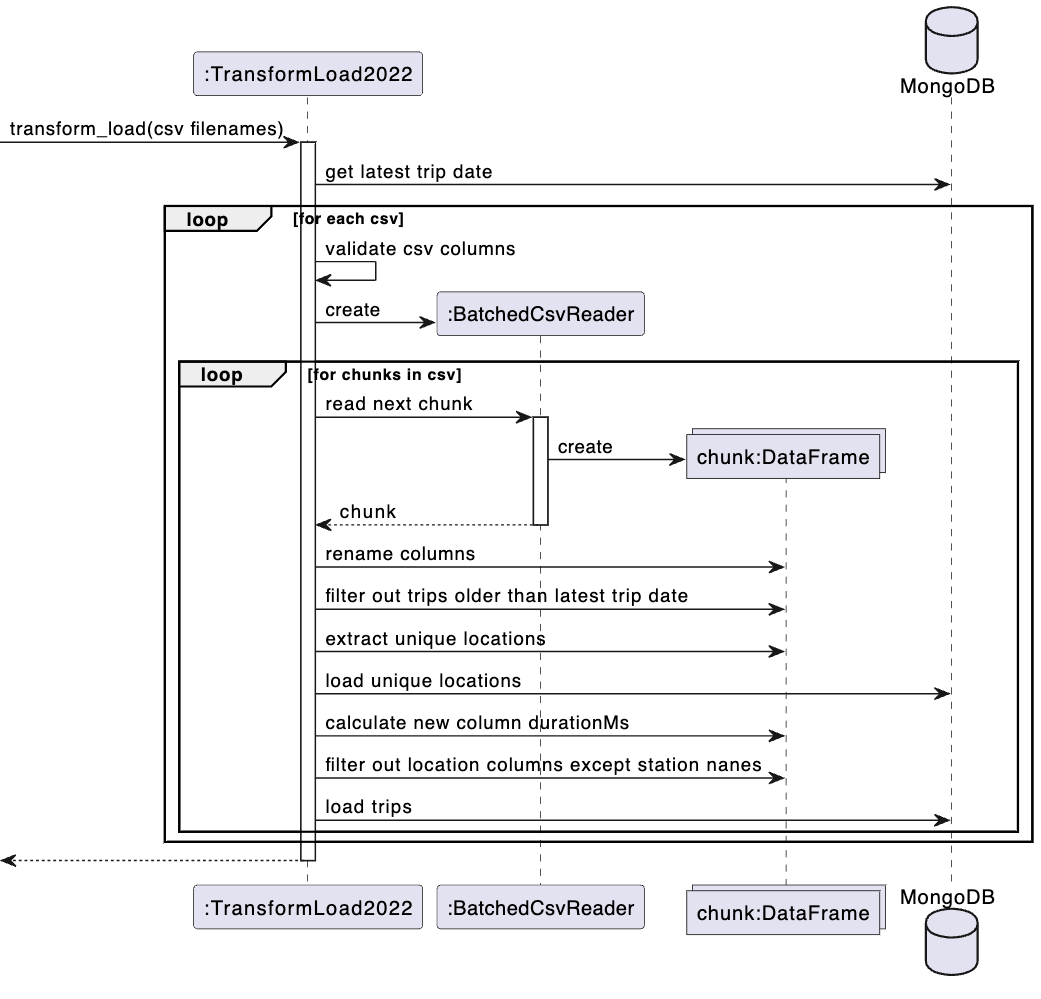 :TransformLoad2022
MongoDB
transform_load(csv filenames)
get latest trip date
loop [for each csv]
validate csv columns
create
:BatchedCsvReader
loop [for chunks in csv]
read next chunk
create
chunk:DataFrame
chunk
rename columns
filter out trips older than latest trip date
extract unique locations
load unique locations
calculate new column durationMs
filter out location columns except station nanes
load trips
:TransformLoad2022
:BatchedCsvReader
chunk:DataFrame
MongoDB